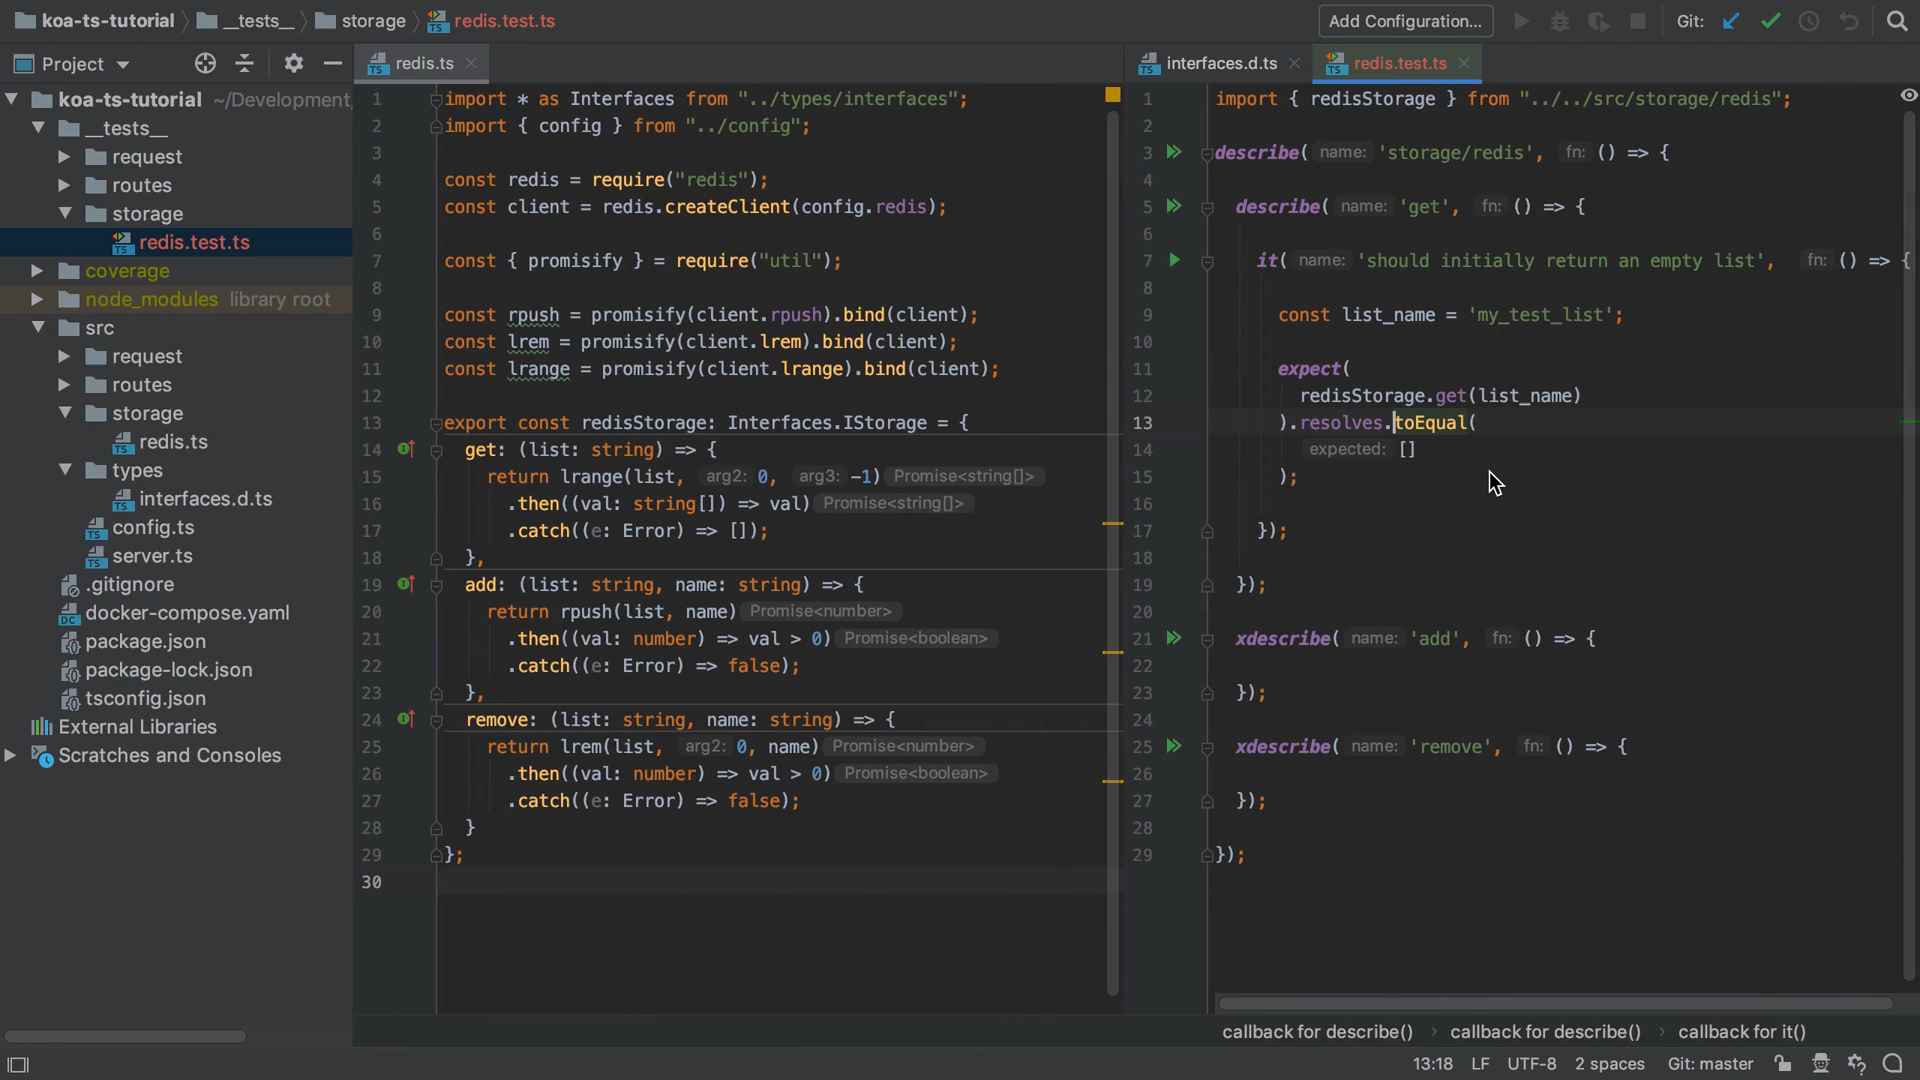 koa-ts-tutorial __tests__ storage redis.test.ts
Add Configuration... Git:
Project
redis.ts
interfaces.d.ts redis.test.ts
koa-ts-tutorial ~/Development
__tests__
request
routes
storage
redis.test.ts
coverage
node_modules library root
src
request
routes
storage
redis.ts
types
interfaces.d.ts
config.ts
server.ts
.gitignore
docker-compose.yaml
package.json
package-lock.json
tsconfig.json
External Libraries
Scratches and Consoles
1 import * as Interfaces from "../types/interfaces";
2 import { config } from "../config";
3
4 const redis = require("redis");
5 const client = redis.createClient(config.redis);
6
7 const { promisify } = require("util");
8
9 const rpush = promisify(client.rpush).bind(client);
10 const lrem = promisify(client.lrem).bind(client);
11 const lrange = promisify(client.lrange).bind(client);
12
13 export const redisStorage: Interfaces.IStorage = {
14 get: (list: string) => {
15 return lrange(list, arg2: 0, arg3: -1) Promise<string[]>
16 .then((val: string[]) => val) Promise<string[]>
17 .catch((e: Error) => []);
18 },
19 add: (list: string, name: string) => {
20 return rpush(list, name) Promise<number>
21 .then((val: number) => val > 0) Promise<boolean>
22 .catch((e: Error) => false);
23 },
24 remove: (list: string, name: string) => {
25 return lrem(list, arg2: 0, name) Promise<number>
26 .then((val: number) => val > 0) Promise<boolean>
27 .catch((e: Error) => false);
28 }
29 };
30
1 import { redisStorage } from "../../src/storage/redis";
2
3 describe( name: 'storage/redis', fn: () => {
4
5 describe( name: 'get', fn: () => {
6
7 it( name: 'should initially return an empty list', fn: () => {
8
9 const list_name = 'my_test_list';
10
11 expect(
12 redisStorage.get(list_name)
13 ).resolves.toEqual(
14 expected: []
15 );
16
17 });
18
19 });
20
21 xdescribe( name: 'add', fn: () => {
22
23 });
24
25 xdescribe( name: 'remove', fn: () => {
26
27 });
28
29 });
callback for describe() callback for describe() callback for it()
13:18 LF UTF-8 2 spaces Git: master